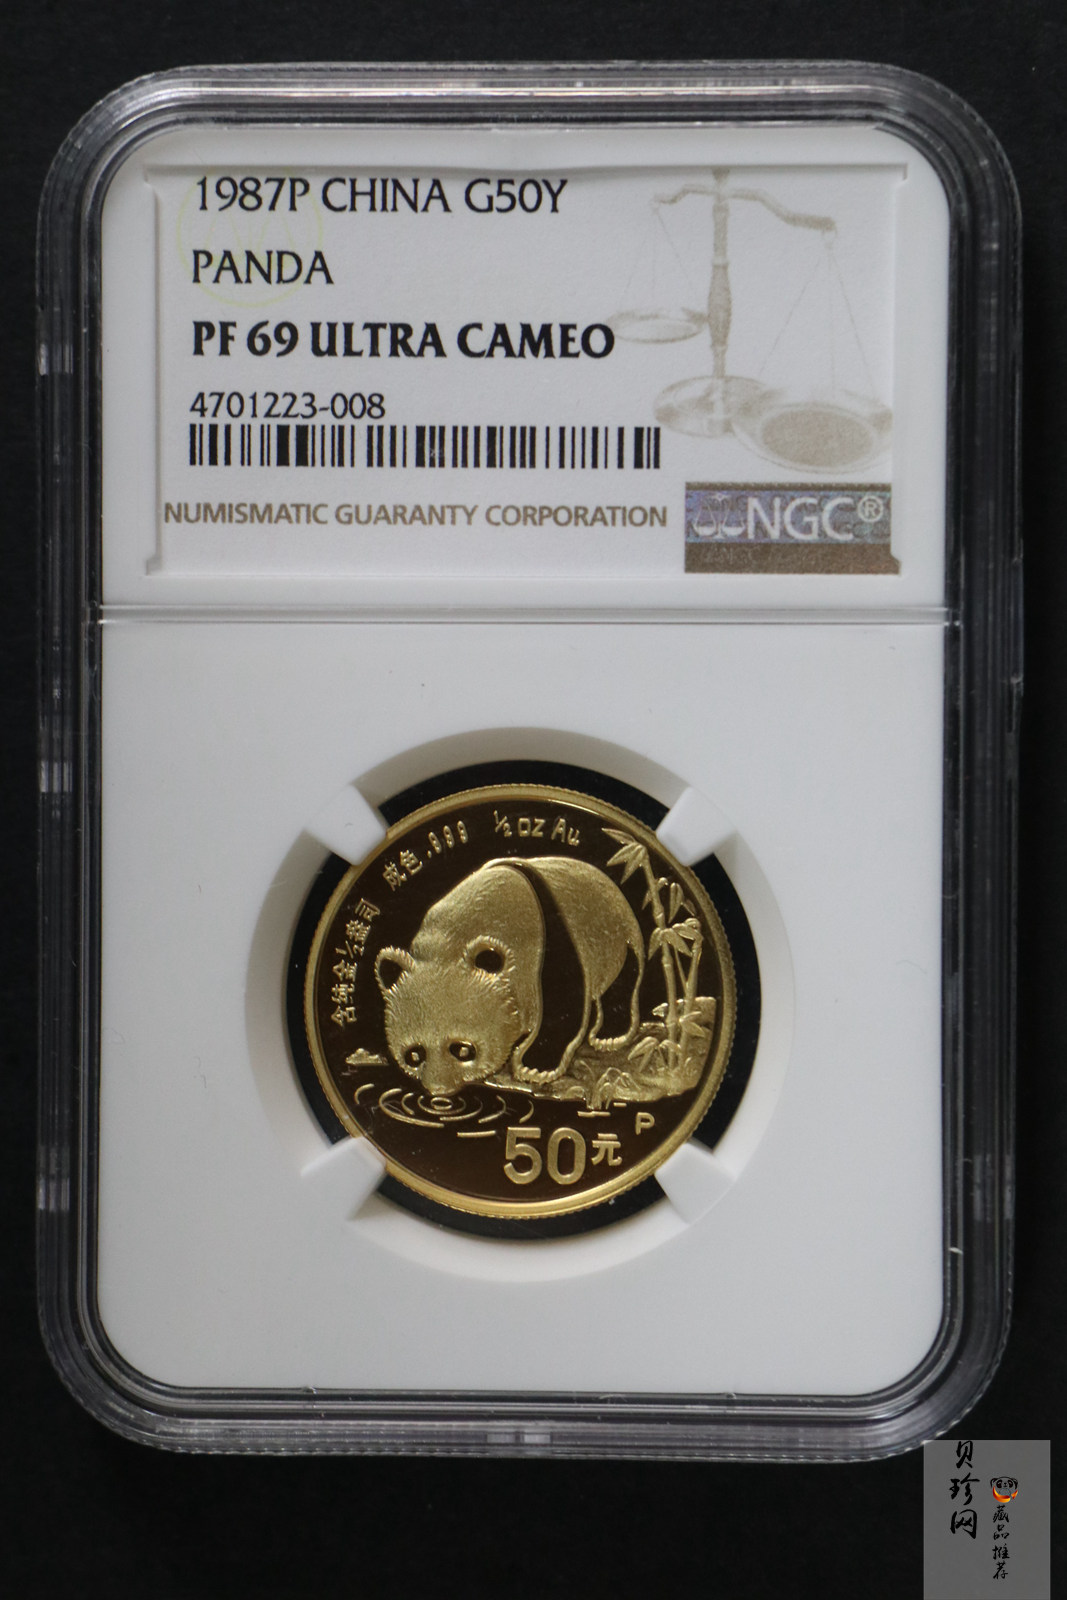 1987P CHINA G50Y
PANDA
PF 69 ULTRA CAMEO
4701223-008
NUMISMATIC GUARANTY CORPORATION
NGC®
含纯金1/2盎司 成色.999 1/2 oz Au
50元
P
贝珍网
藏品推荐